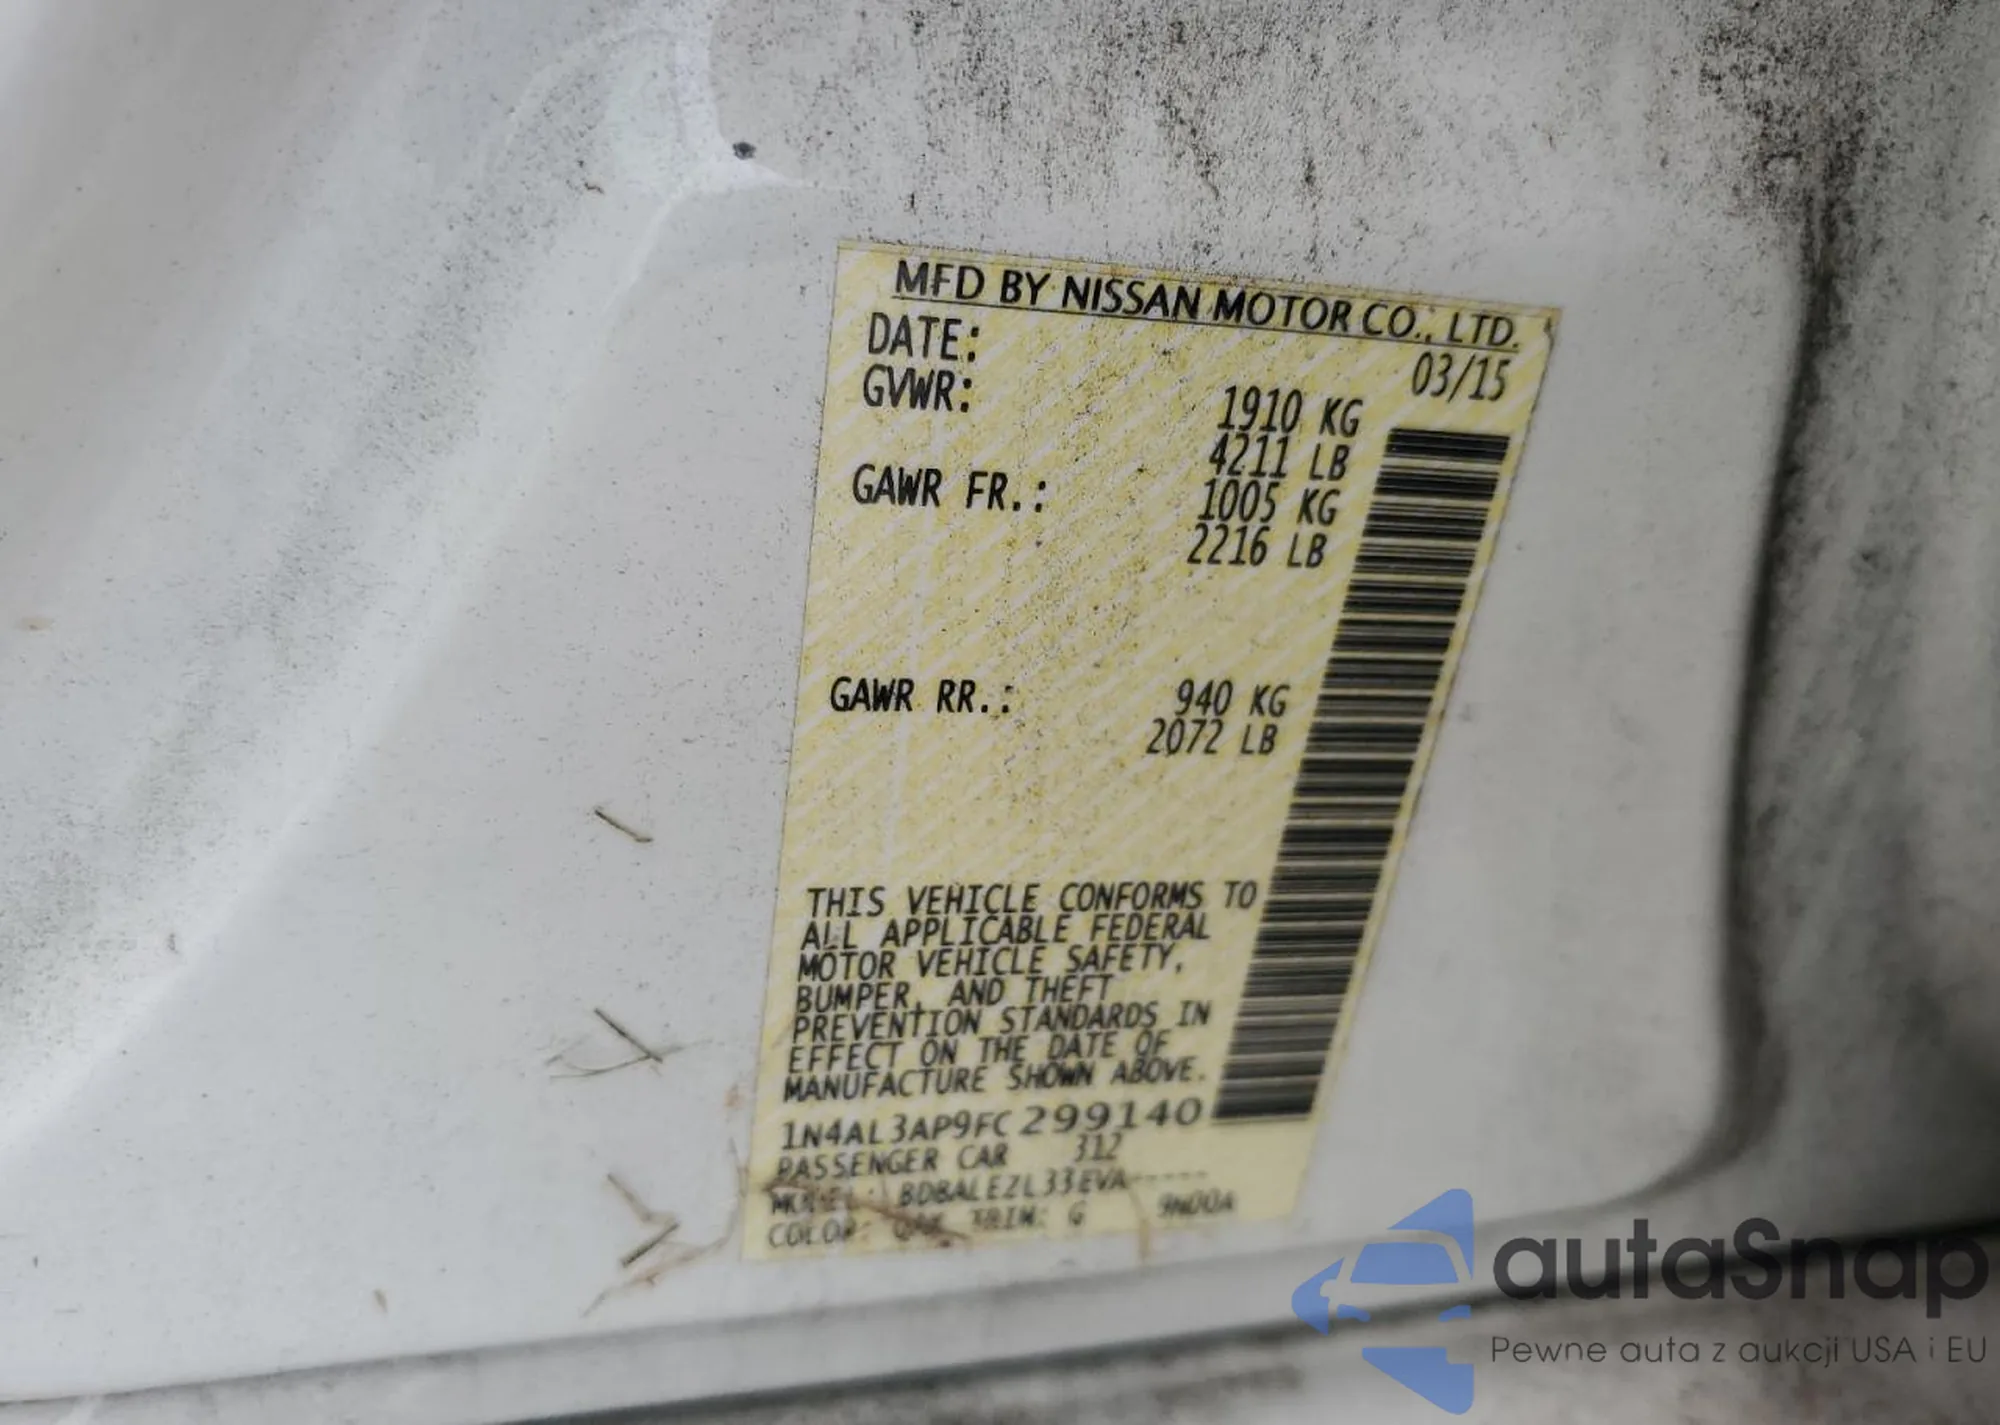 MFD BY NISSAN MOTOR CO., LTD.
DATE: 03/15
GVWR: 1910 KG
4211 LB
GAWR FR.: 1005 KG
2216 LB
GAWR RR.: 940 KG
2072 LB
THIS VEHICLE CONFORMS TO
ALL APPLICABLE FEDERAL
MOTOR VEHICLE SAFETY,
BUMPER, AND THEFT
PREVENTION STANDARDS IN
EFFECT ON THE DATE OF
MANUFACTURE SHOWN ABOVE.
1N4AL3AP9FC299140
PASSENGER CAR 312
MODEL: BDBALEZL33EVA-----
COLOR: TRIM: G 9N00A
autaSnap
Pewne auta z aukcji USA i EU